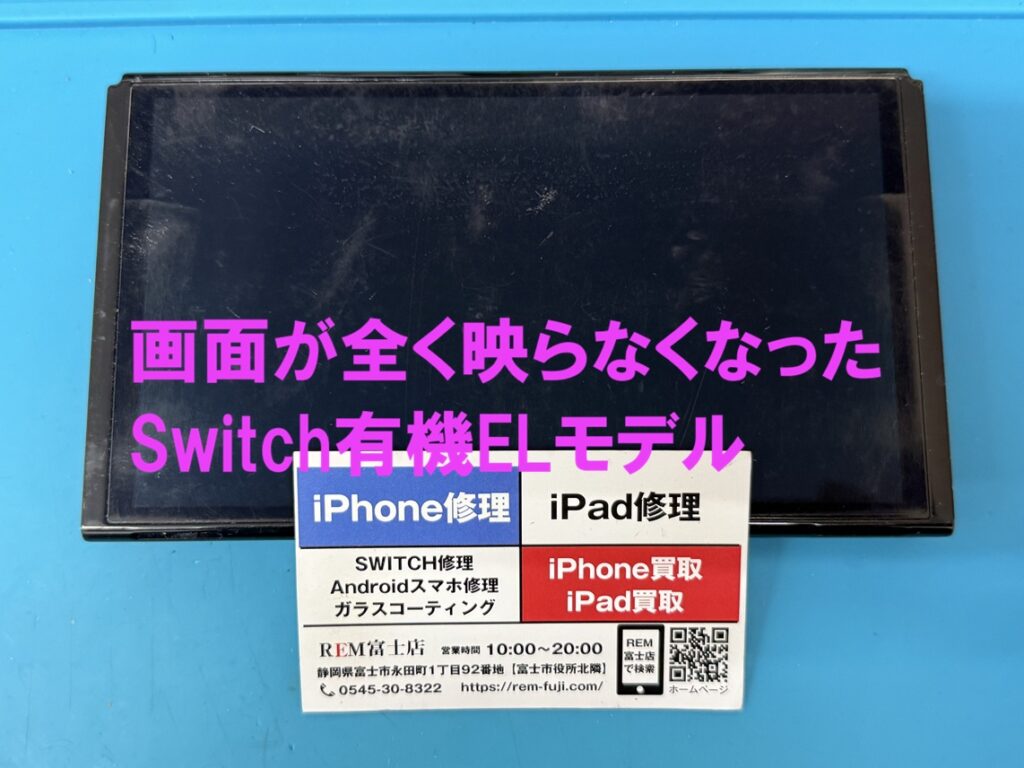 画面が全く映らなくなった
Switch有機ELモデル
iPhone修理
iPad修理
SWITCH修理
Androidスマホ修理
ガラスコーティング
iPhone買取
iPad買取
REM富士店 営業時間 10:00～20:00
静岡県富士市永田町1丁目92番地【富士市役所北隣】
0545-30-8322 https://rem-fuji.com/
REM
富士店
で検索
ホームページ